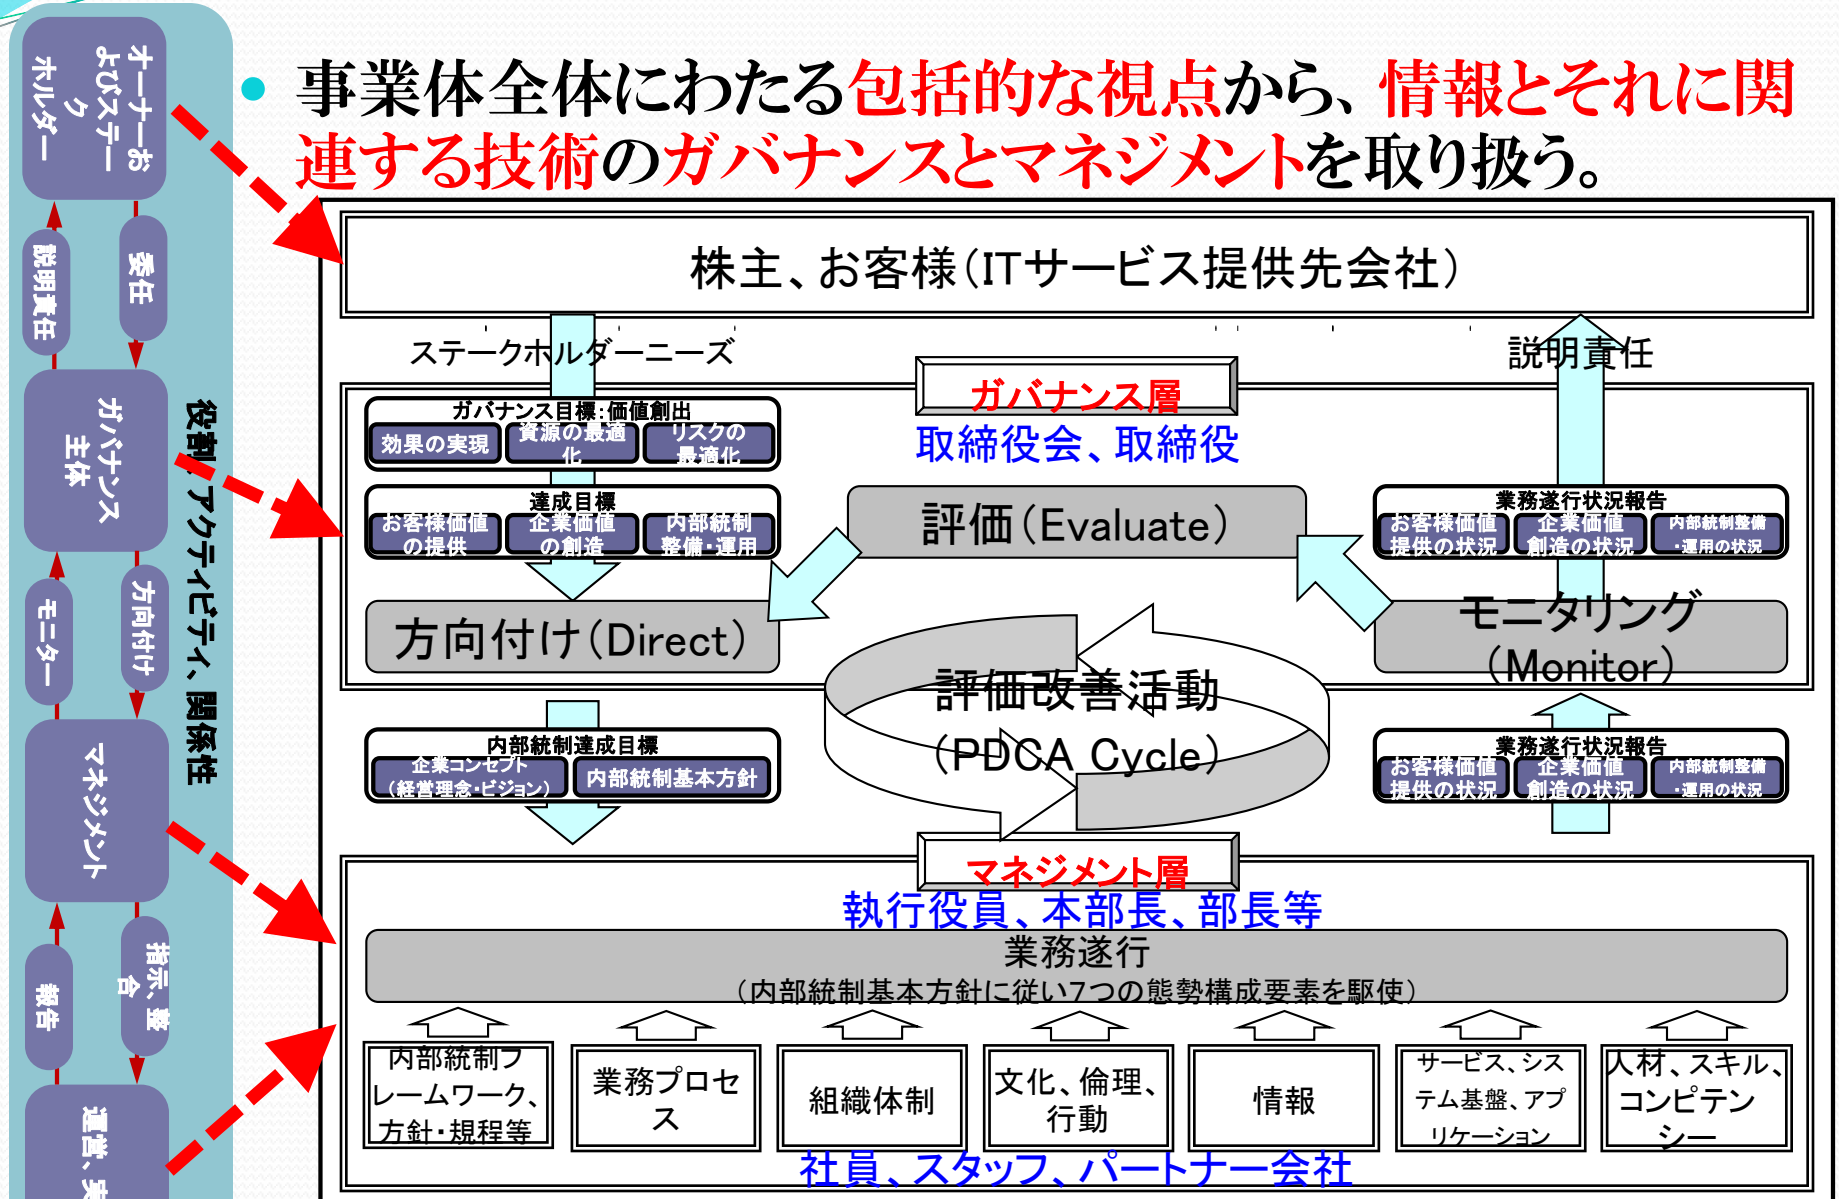 事業体全体にわたる包括的な視点から、情報とそれに関
連する技術のガバナンスとマネジメントを取り扱う。
オーナーお
よびステー
ク
ホルダー
委任
説明責任
ガバナンス
主体
方向付け
モニター
マネジメント
指示、整
合
報告
運営、実
役割、アクティビティ、関係性
株主、お客様(ITサービス提供先会社)
ステークホルダーニーズ
説明責任
ガバナンス層
取締役会、取締役
ガバナンス目標:価値創出
効果の実現
資源の最適
化
リスクの
最適化
達成目標
お客様価値
の提供
企業価値
の創造
内部統制
整備・運用
評価(Evaluate)
業務遂行状況報告
お客様価値
提供の状況
企業価値
創造の状況
内部統制整備
・運用の状況
方向付け(Direct)
モニタリング
(Monitor)
評価改善活動
(PDCA Cycle)
内部統制達成目標
企業コンセプト
(経営理念・ビジョン)
内部統制基本方針
業務遂行状況報告
お客様価値
提供の状況
企業価値
創造の状況
内部統制整備
・運用の状況
マネジメント層
執行役員、本部長、部長等
業務遂行
(内部統制基本方針に従い7つの態勢構成要素を駆使)
内部統制フ
レームワーク、
方針・規程等
業務プロセ
ス
組織体制
文化、倫理、
行動
情報
サービス、シス
テム基盤、アプ
リケーション
人材、スキル、
コンピテン
シー
社員、スタッフ、パートナー会社